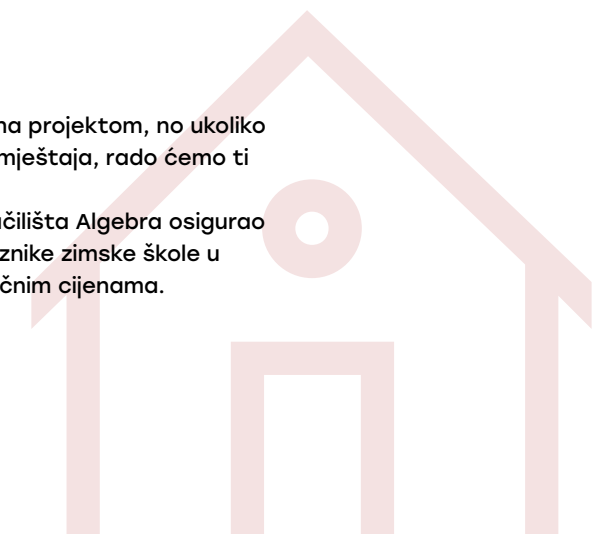 na projektom, no ukoliko
mještaja, rado ćemo ti
čilišta Algebra osigurao
znike zimske škole u
čnim cijenama.